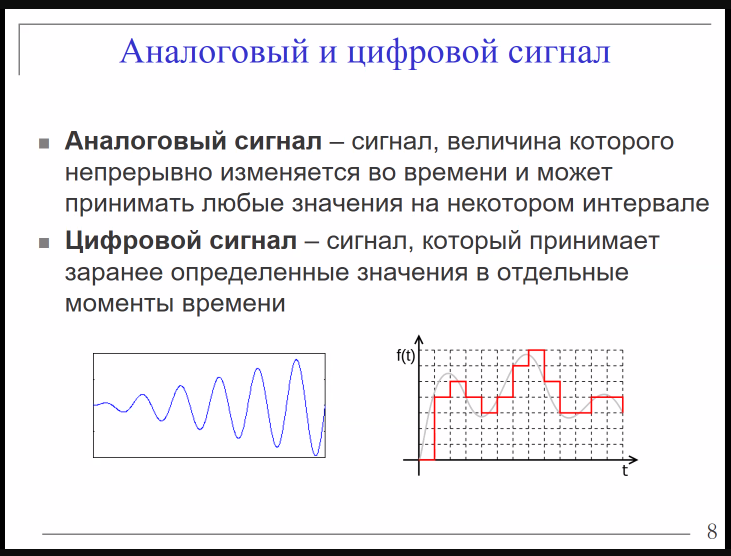 Аналоговый и цифровой сигнал
Аналоговый сигнал – сигнал, величина которого
непрерывно изменяется во времени и может
принимать любые значения на некотором интервале
Цифровой сигнал – сигнал, который принимает
заранее определенные значения в отдельные
моменты времени
f(t)
t
8